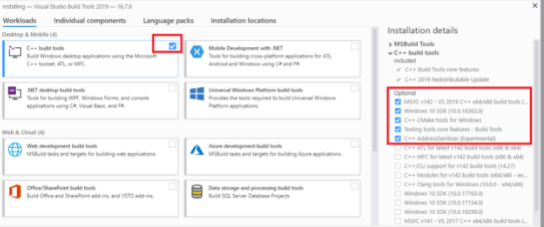 Installing — Visual Studio Build Tools 2019 — 16.7.6
Workloads
Individual components
Language packs
Installation locations
Desktop & Mobile (4)
C++ build tools
Build Windows desktop applications using the Microsoft
C++ toolset, ATL, or MFC.
Mobile Development with .NET
Tools for building cross-platform applications for iOS,
Android and Windows using C# and F#.
.NET desktop build tools
Tools for building WPF, Windows Forms, and console
applications using C#, Visual Basic, and F#.
Universal Windows Platform build tools
Provides the tools required to build Universal Windows
Platform applications.
Web & Cloud (4)
Web development build tools
MSBuild tasks and targets for building web applications.
Azure development build tools
MSBuild tasks and targets for building Azure applications.
Office/SharePoint build tools
Build Office and SharePoint add-ins, and VSTO add-ins.
Data storage and processing build tools
Build SQL Server Database Projects
Installation details
MSBuild Tools
C++ build tools
Included
C++ Build Tools core features
C++ 2019 Redistributable Update
Optional
MSVC v142 - VS 2019 C++ x64/x86 build tools (...
Windows 10 SDK (10.0.18362.0)
C++ CMake tools for Windows
Testing tools core features - Build Tools
C++ AddressSanitizer (Experimental)
C++ ATL for latest v142 build tools (x86 & x64)
C++ MFC for latest v142 build tools (x86 & x64)
C++/CLI support for v142 build tools (14.27)
C++ Modules for v142 build tools (x64/x86 – ex...
C++ Clang tools for Windows (10.0.0 - x64/x86)
Windows 10 SDK (10.0.17763.0)
Windows 10 SDK (10.0.17134.0)
Windows 10 SDK (10.0.16299.0)
MSVC v141 - VS 2017 C++ x64/x86 build tools (...